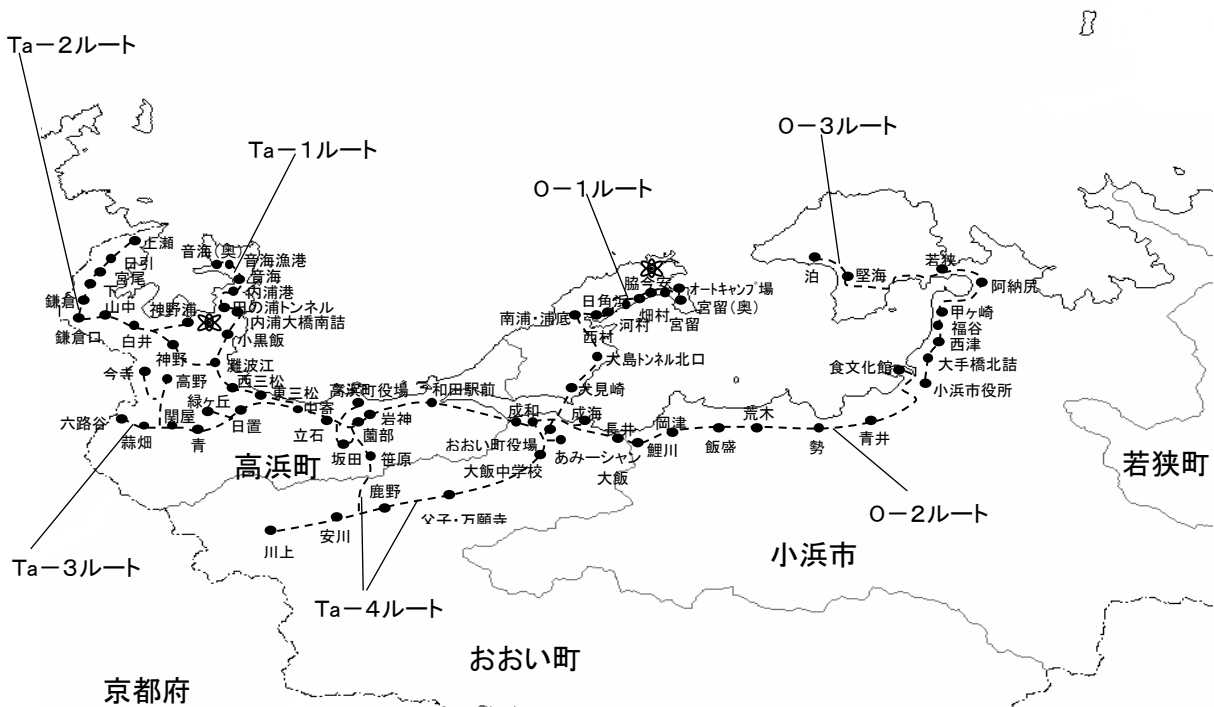 Ta－2ルート
Ta－1ルート
O－3ルート
O－1ルート
上瀬
日引
宮尾
下
鎌倉
鎌倉口
山中
白井
神野浦
神野
音海(奥)
音海漁港
音海
内浦港
田の浦トンネル
内浦大橋南詰
小黒飯
難波江
西三松
東三松
中寄
今寺
高野
緑ヶ丘
六路谷
蒜畑
関屋
青
日置
立石
高浜町役場
岩神
薗部
坂田
笹原
和田駅前
鹿野
父子・万願寺
安川
川上
高浜町
成和
成海
おおい町役場
あみーシャン
大飯
大飯中学校
長井
鯉川
岡津
飯盛
荒木
勢
青井
南浦・浦底
日角浜
西村
河村
畑村
脇今安
オートキャンプ場
宮留
宮留(奥)
犬島トンネル北口
犬見崎
泊
堅海
若狭
阿納尻
甲ヶ崎
福谷
西津
大手橋北詰
食文化館
小浜市役所
Ta－3ルート
Ta－4ルート
O－2ルート
若狭町
小浜市
おおい町
京都府